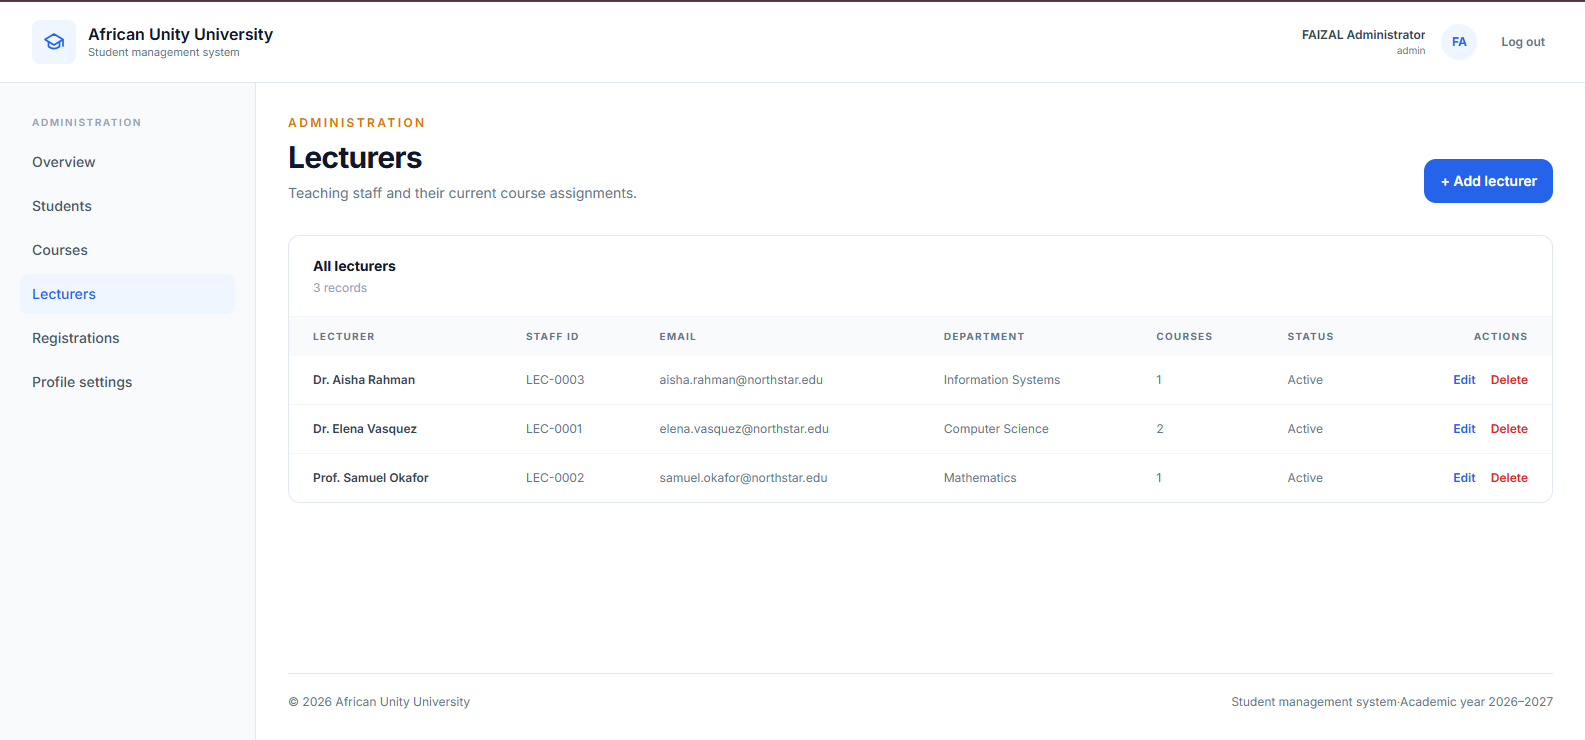 African Unity University
Student management system
FAIZAL Administrator
admin
FA
Log out
ADMINISTRATION
Overview
Students
Courses
Lecturers
Registrations
Profile settings
ADMINISTRATION
Lecturers
Teaching staff and their current course assignments.
+ Add lecturer
All lecturers
3 records
LECTURER STAFF ID EMAIL DEPARTMENT COURSES STATUS ACTIONS
Dr. Aisha Rahman LEC-0003 aisha.rahman@northstar.edu Information Systems 1 Active Edit Delete
Dr. Elena Vasquez LEC-0001 elena.vasquez@northstar.edu Computer Science 2 Active Edit Delete
Prof. Samuel Okafor LEC-0002 samuel.okafor@northstar.edu Mathematics 1 Active Edit Delete
© 2026 African Unity University
Student management system·Academic year 2026–2027